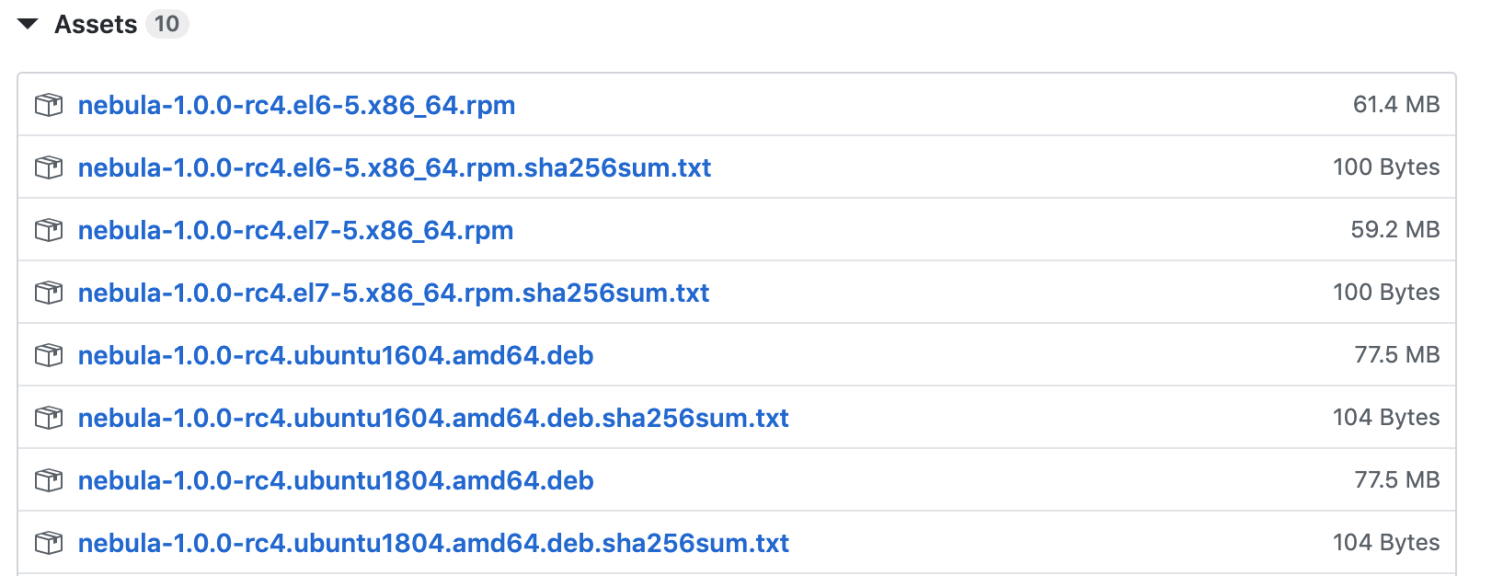 Assets 10
nebula-1.0.0-rc4.el6-5.x86_64.rpm 61.4 MB
nebula-1.0.0-rc4.el6-5.x86_64.rpm.sha256sum.txt 100 Bytes
nebula-1.0.0-rc4.el7-5.x86_64.rpm 59.2 MB
nebula-1.0.0-rc4.el7-5.x86_64.rpm.sha256sum.txt 100 Bytes
nebula-1.0.0-rc4.ubuntu1604.amd64.deb 77.5 MB
nebula-1.0.0-rc4.ubuntu1604.amd64.deb.sha256sum.txt 104 Bytes
nebula-1.0.0-rc4.ubuntu1804.amd64.deb 77.5 MB
nebula-1.0.0-rc4.ubuntu1804.amd64.deb.sha256sum.txt 104 Bytes